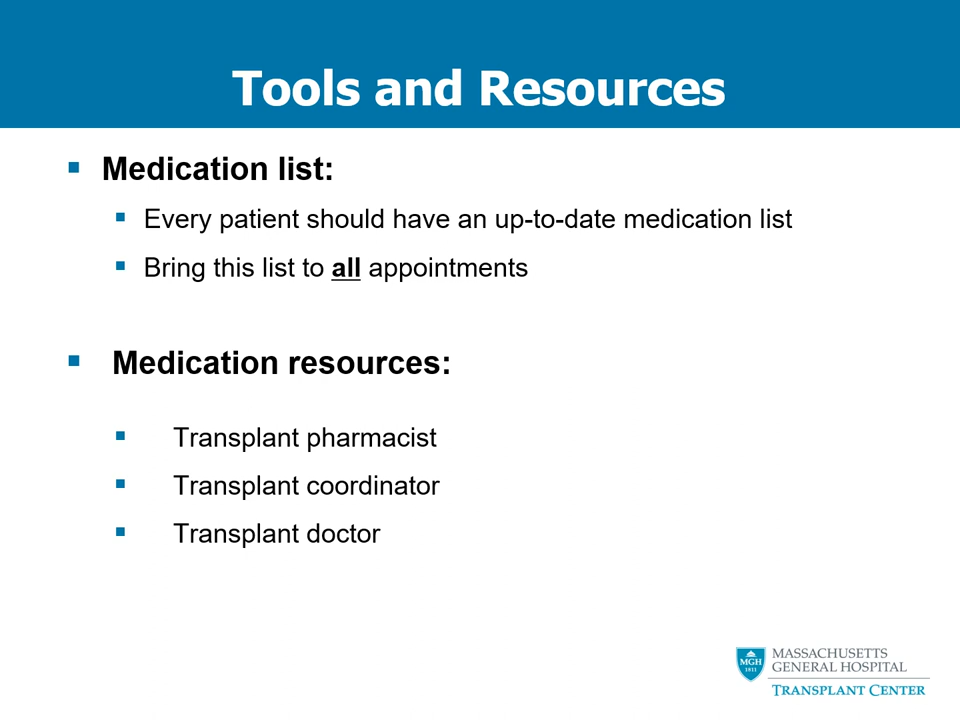 Tools and Resources
Medication list:
Every patient should have an up-to-date medication list
Bring this list to all appointments
Medication resources:
Transplant pharmacist
Transplant coordinator
Transplant doctor
MGH
1811
MASSACHUSETTS
GENERAL HOSPITAL
TRANSPLANT CENTER